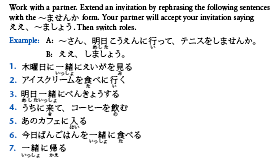 Work with a partner. Extend an invitation by rephrasing the following sentences
with the ～ませんか form. Your partner will accept your invitation saying
ええ、～ましょう. Then switch roles.
Example: A: ～さん、明日こうえんに行って、テニスをしませんか。
B: ええ、しましょう。
1. 木曜日に一緒にえいがを見る
2. アイスクリームを食べに行く
3. 明日一緒にべんきょうする
4. うちに来て、コーヒーを飲む
5. あのカフェに入る
6. 今日ばんごはんを一緒に食べる
7. 一緒に帰る